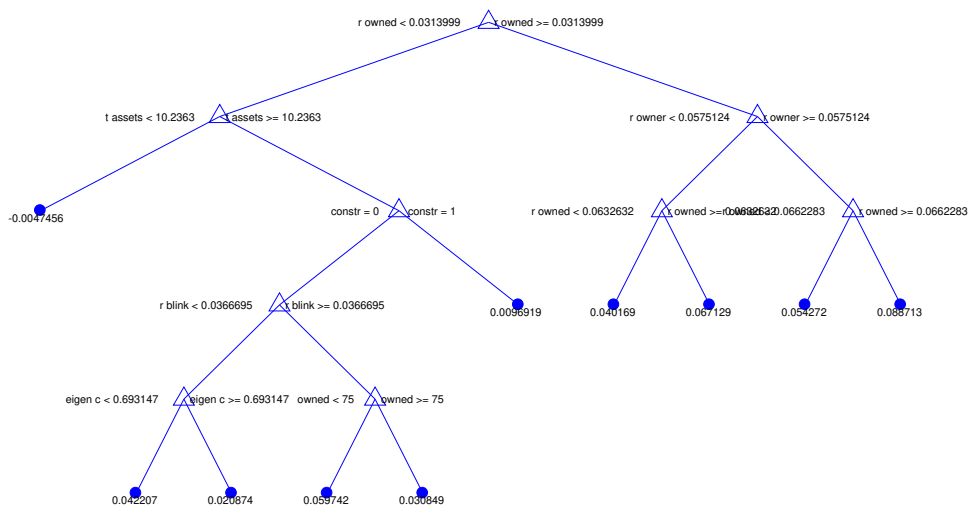 r owned < 0.0313999 r owned >= 0.0313999
t assets < 10.2363 t assets >= 10.2363
r owner < 0.0575124 r owner >= 0.0575124
-0.0047456
constr = 0 constr = 1
r owned < 0.0632632 r owned >= 0.0632632
r owned < 0.0662283 r owned >= 0.0662283
r blink < 0.0366695 r blink >= 0.0366695
0.0096919
0.040169
0.067129
0.054272
0.088713
eigen c < 0.693147 eigen c >= 0.693147
owned < 75 owned >= 75
0.042207
0.020874
0.059742
0.030849